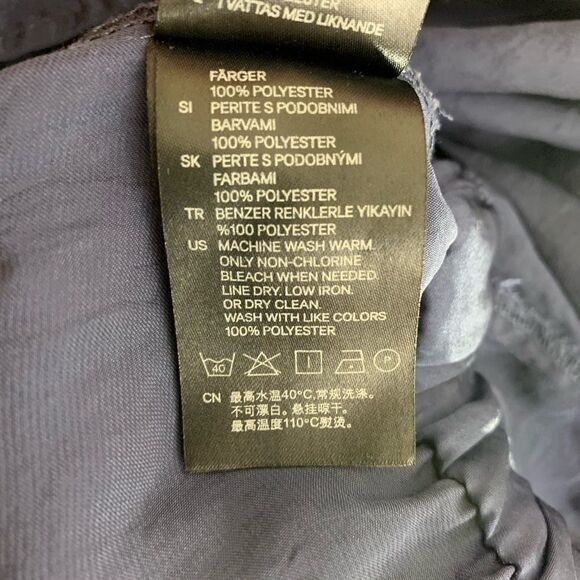 I VATTAS MED LIKNANDE
FÄRGER
100% POLYESTER
SI PERITE S PODOBNIMI
BARVAMI
100% POLYESTER
SK PERTE S PODOBNÝMI
FARBAMI
100% POLYESTER
TR BENZER RENKLERLE YIKAYIN
%100 POLYESTER
US MACHINE WASH WARM.
ONLY NON-CHLORINE
BLEACH WHEN NEEDED.
LINE DRY. LOW IRON.
OR DRY CLEAN.
WASH WITH LIKE COLORS
100% POLYESTER
40 P
CN 最高水温40°C,常规洗涤。
不可漂白。悬挂晾干。
最高温度110°C熨烫。